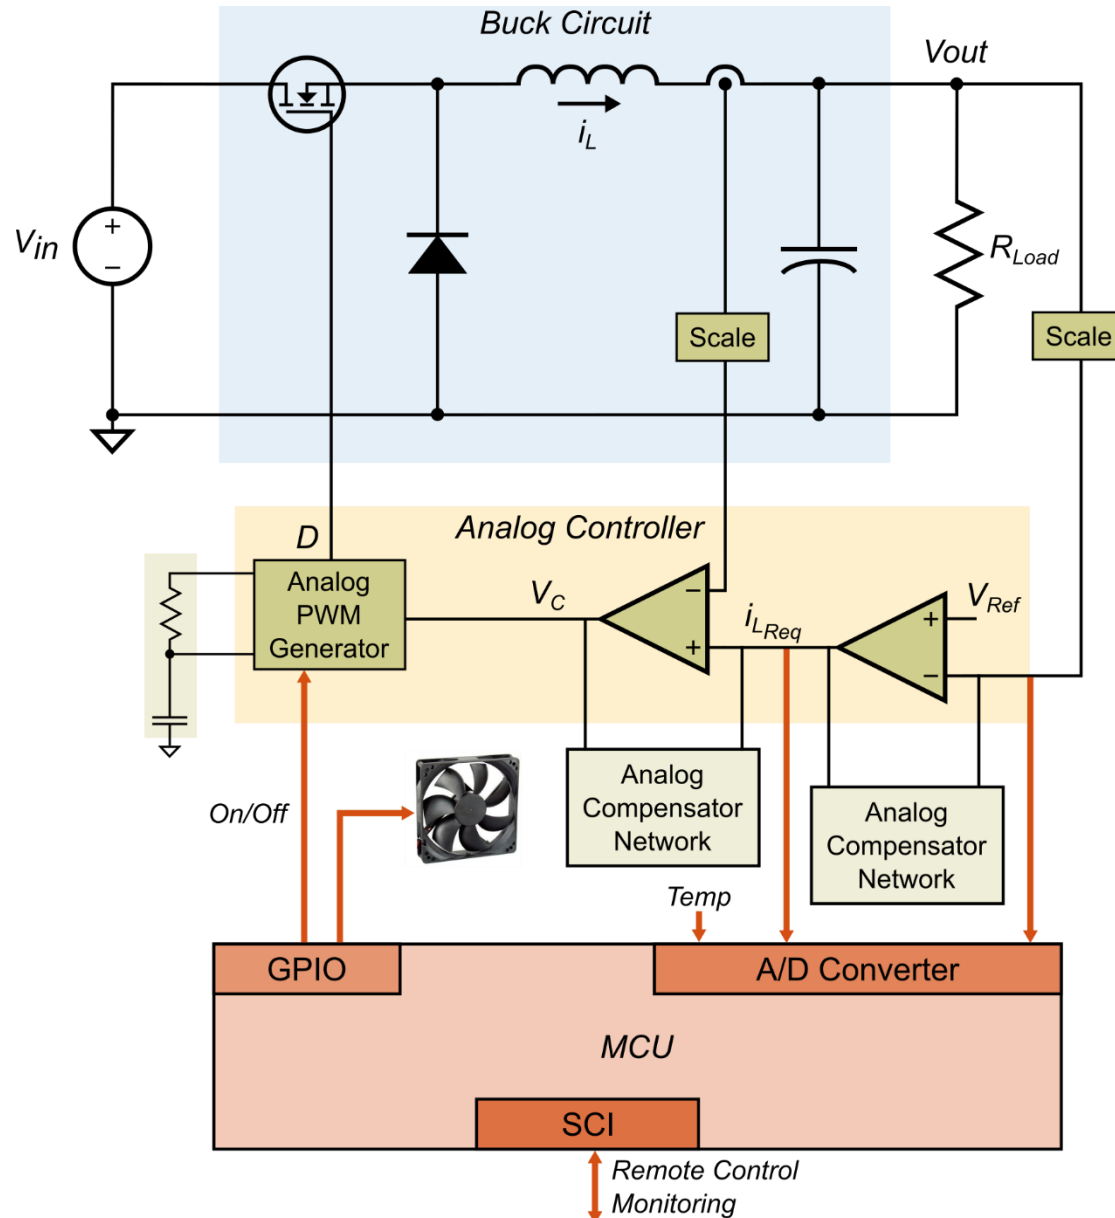 Buck Circuit
Vout
iL
Vin
+
−
RLoad
Scale
Scale
Analog Controller
D
Analog
PWM
Generator
VC
−
+
iLReq
VRef
+
−
On/Off
Analog
Compensator
Network
Analog
Compensator
Network
Temp
GPIO
A/D Converter
MCU
SCI
Remote Control
Monitoring